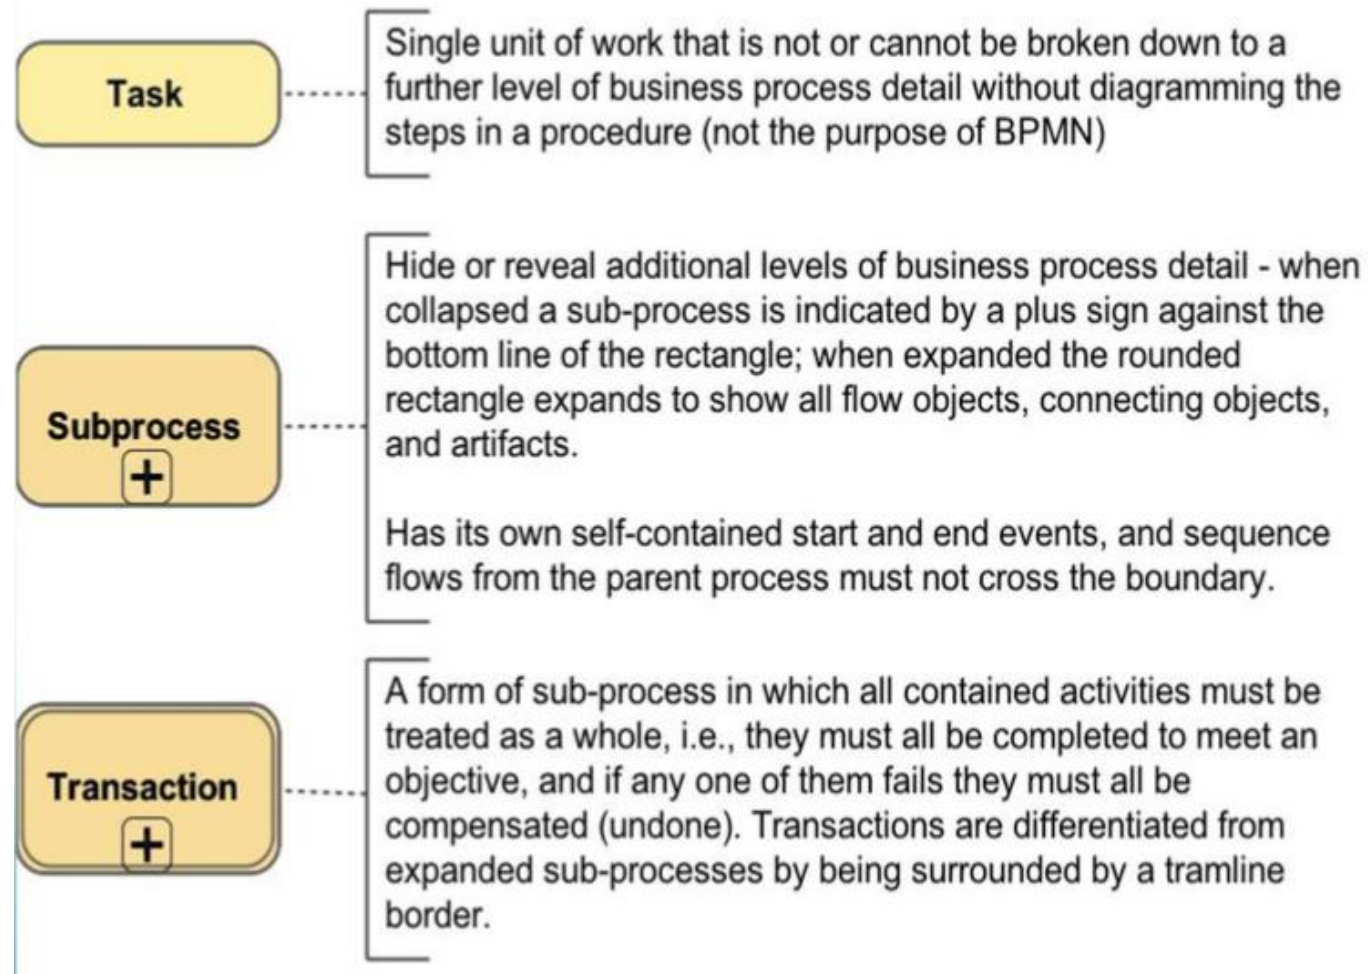 Task
Single unit of work that is not or cannot be broken down to a
further level of business process detail without diagramming the
steps in a procedure (not the purpose of BPMN)
Subprocess
+
Hide or reveal additional levels of business process detail - when
collapsed a sub-process is indicated by a plus sign against the
bottom line of the rectangle; when expanded the rounded
rectangle expands to show all flow objects, connecting objects,
and artifacts.
Has its own self-contained start and end events, and sequence
flows from the parent process must not cross the boundary.
Transaction
+
A form of sub-process in which all contained activities must be
treated as a whole, i.e., they must all be completed to meet an
objective, and if any one of them fails they must all be
compensated (undone). Transactions are differentiated from
expanded sub-processes by being surrounded by a tramline
border.